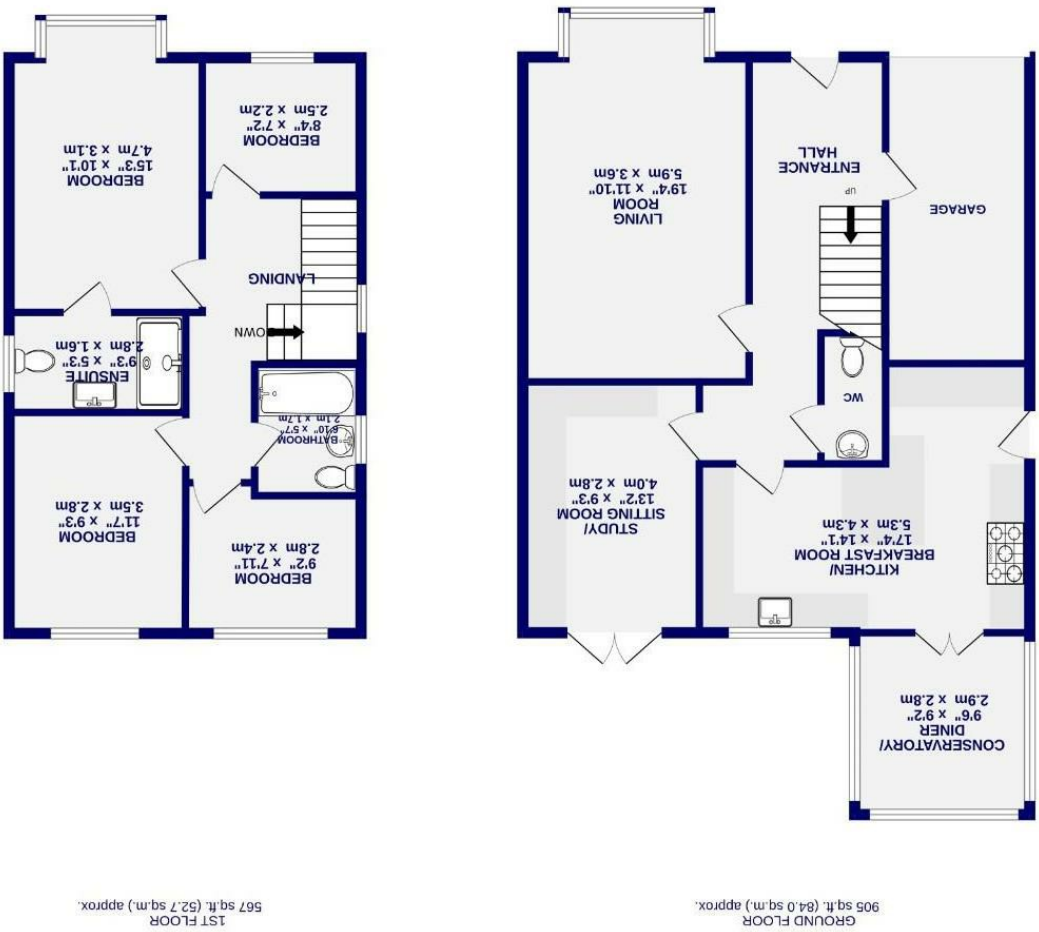 GROUND FLOOR
905 sq.ft. (84.0 sq.m.) approx.
CONSERVATORY/
DINER
9'6" x 9'2"
2.9m x 2.8m
KITCHEN/
BREAKFAST ROOM
17'4" x 14'1"
5.3m x 4.3m
STUDY/
SITTING ROOM
13'2" x 9'3"
4.0m x 2.8m
WC
GARAGE
UP
ENTRANCE
HALL
LIVING
ROOM
19'4" x 11'10"
5.9m x 3.6m
1ST FLOOR
567 sq.ft. (52.7 sq.m.) approx.
BEDROOM
9'2" x 7'11"
2.8m x 2.4m
BEDROOM
11'7" x 9'3"
3.5m x 2.8m
BATHROOM
6'10" x 5'7"
2.1m x 1.7m
ENSUITE
9'3" x 5'3"
2.8m x 1.6m
OWN
LANDING
BEDROOM
8'4" x 7'2"
2.5m x 2.2m
BEDROOM
15'3" x 10'1"
4.7m x 3.1m